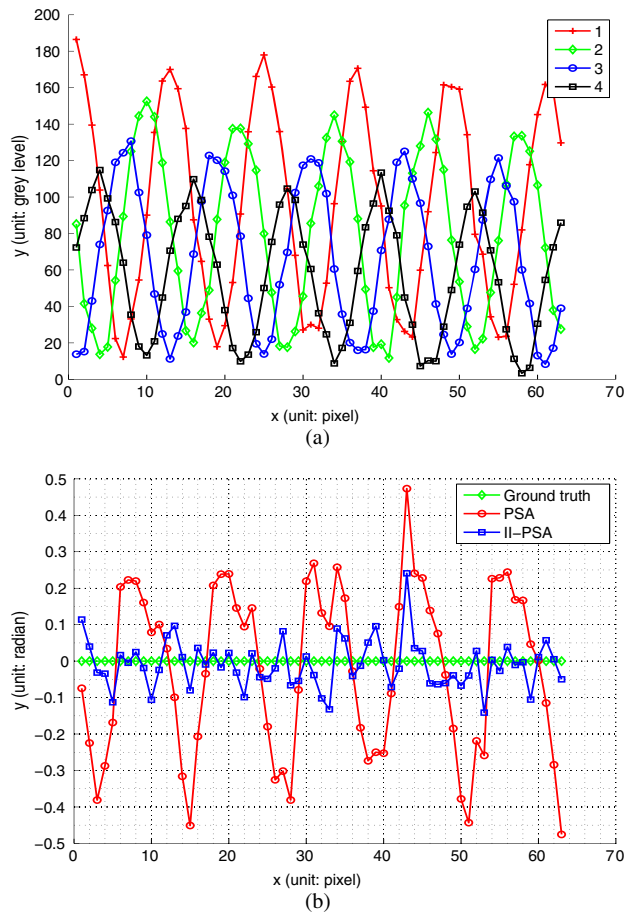 200
180
160
140
120
100
80
60
40
20
0
y (unit: grey level)
1
2
3
4
0 10 20 30 40 50 60 70
x (unit: pixel)
(a)
0.5
0.4
0.3
0.2
0.1
0
−0.1
−0.2
−0.3
−0.4
−0.5
y (unit: radian)
Ground truth
PSA
II−PSA
0 10 20 30 40 50 60 70
x (unit: pixel)
(b)